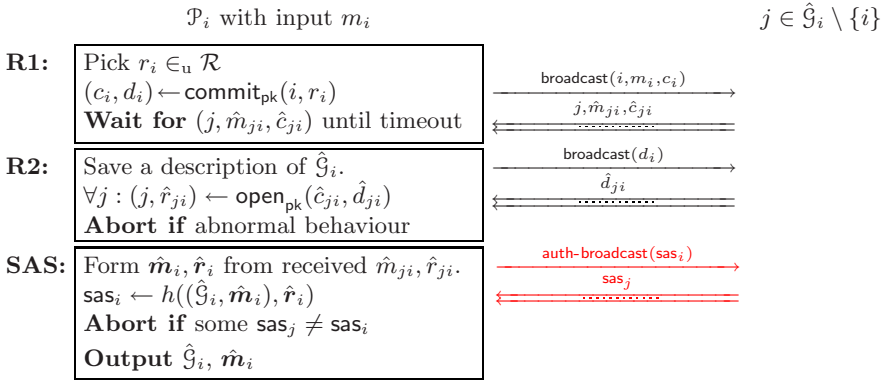 𝒫ᵢ with input mᵢ
j ∈ 𝒢̂ᵢ \ {i}
R1: Pick rᵢ ∈ᵤ ℛ
(cᵢ, dᵢ) ← commit_pk(i, rᵢ)
broadcast(i, mᵢ, cᵢ)
Wait for (j, m̂ⱼᵢ, ĉⱼᵢ) until timeout
j, m̂ⱼᵢ, ĉⱼᵢ
R2: Save a description of 𝒢̂ᵢ.
broadcast(dᵢ)
∀j : (j, r̂ⱼᵢ) ← open_pk(ĉⱼᵢ, d̂ⱼᵢ)
d̂ⱼᵢ
Abort if abnormal behaviour
SAS: Form 𝒎̂ᵢ, 𝒓̂ᵢ from received m̂ⱼᵢ, r̂ⱼᵢ.
auth-broadcast(sasᵢ)
sasᵢ ← h((𝒢̂ᵢ, 𝒎̂ᵢ), 𝒓̂ᵢ)
sasⱼ
Abort if some sasⱼ ≠ sasᵢ
Output 𝒢̂ᵢ, 𝒎̂ᵢ